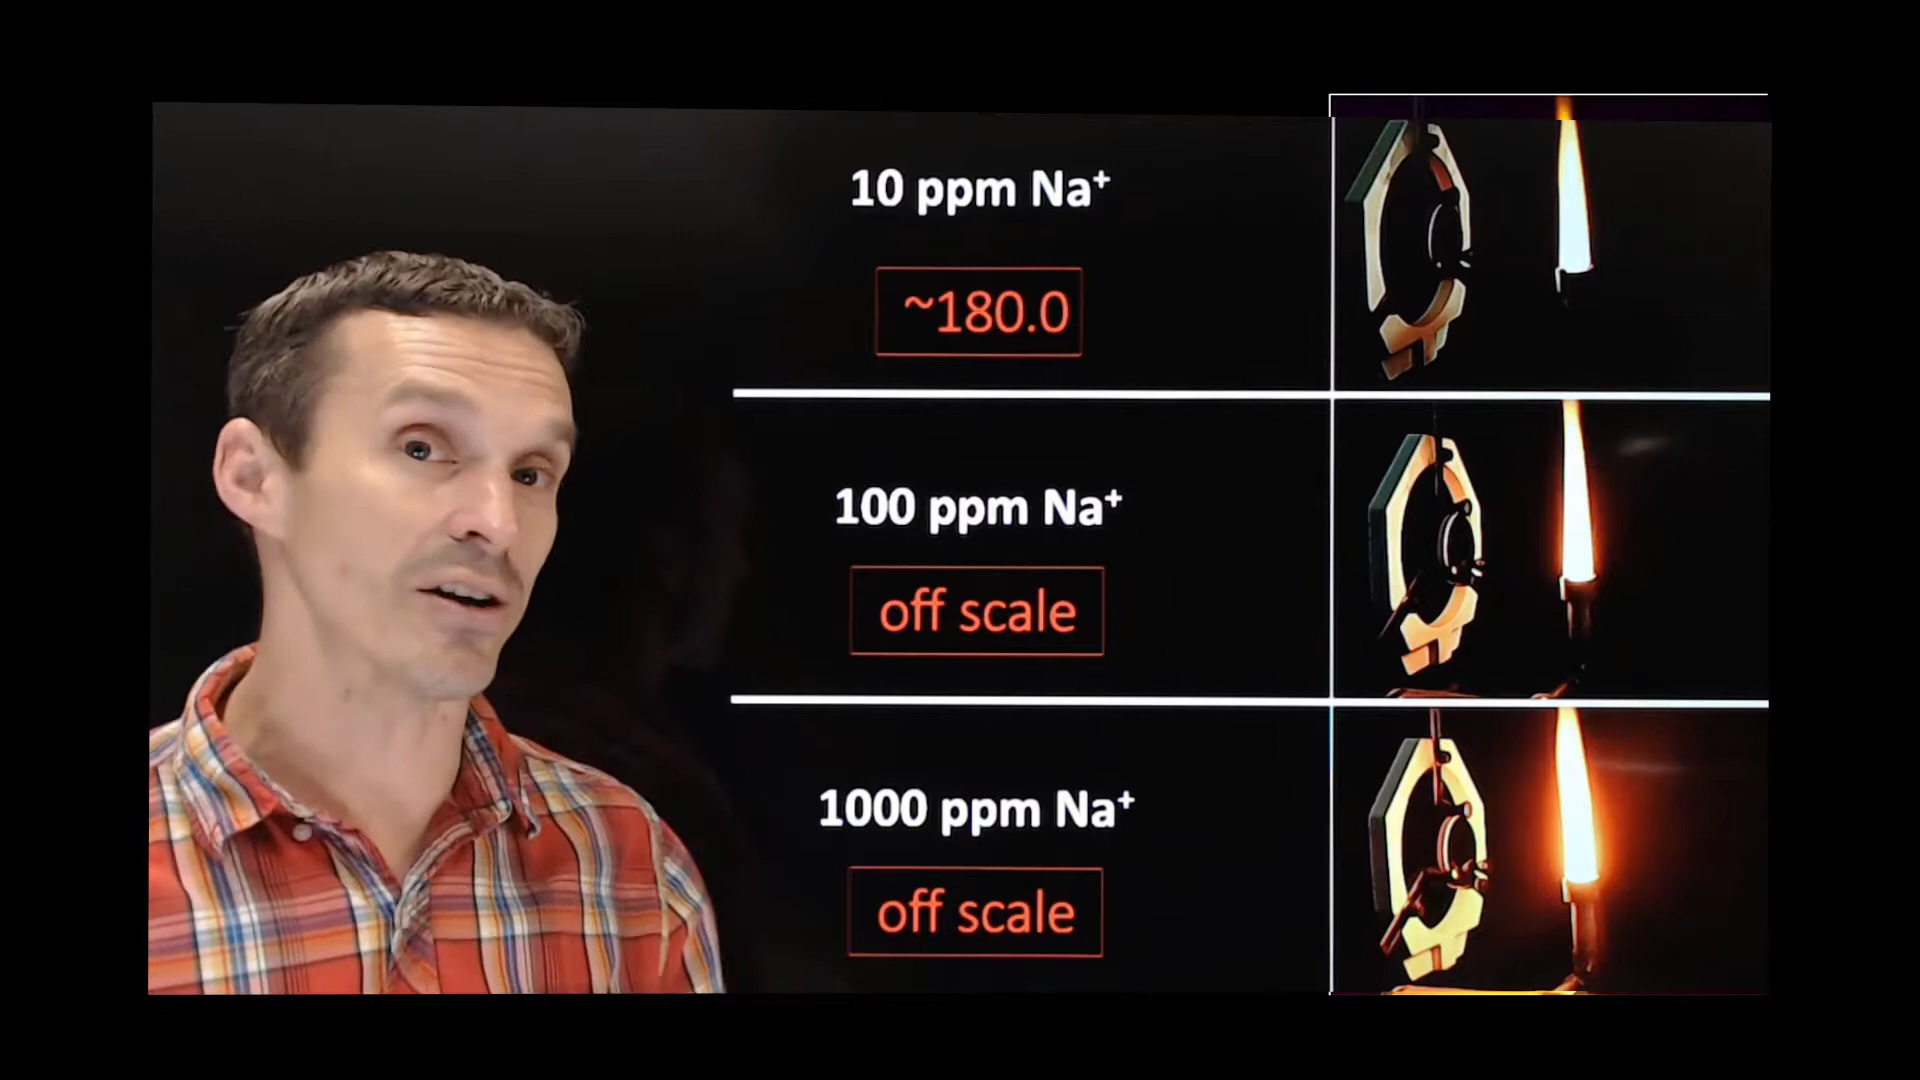 10 ppm Na⁺
~180.0
100 ppm Na⁺
off scale
1000 ppm Na⁺
off scale